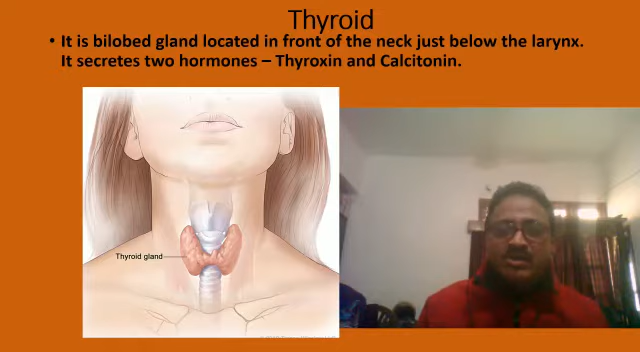 Thyroid
• It is bilobed gland located in front of the neck just below the larynx.
It secretes two hormones – Thyroxin and Calcitonin.
Thyroid gland